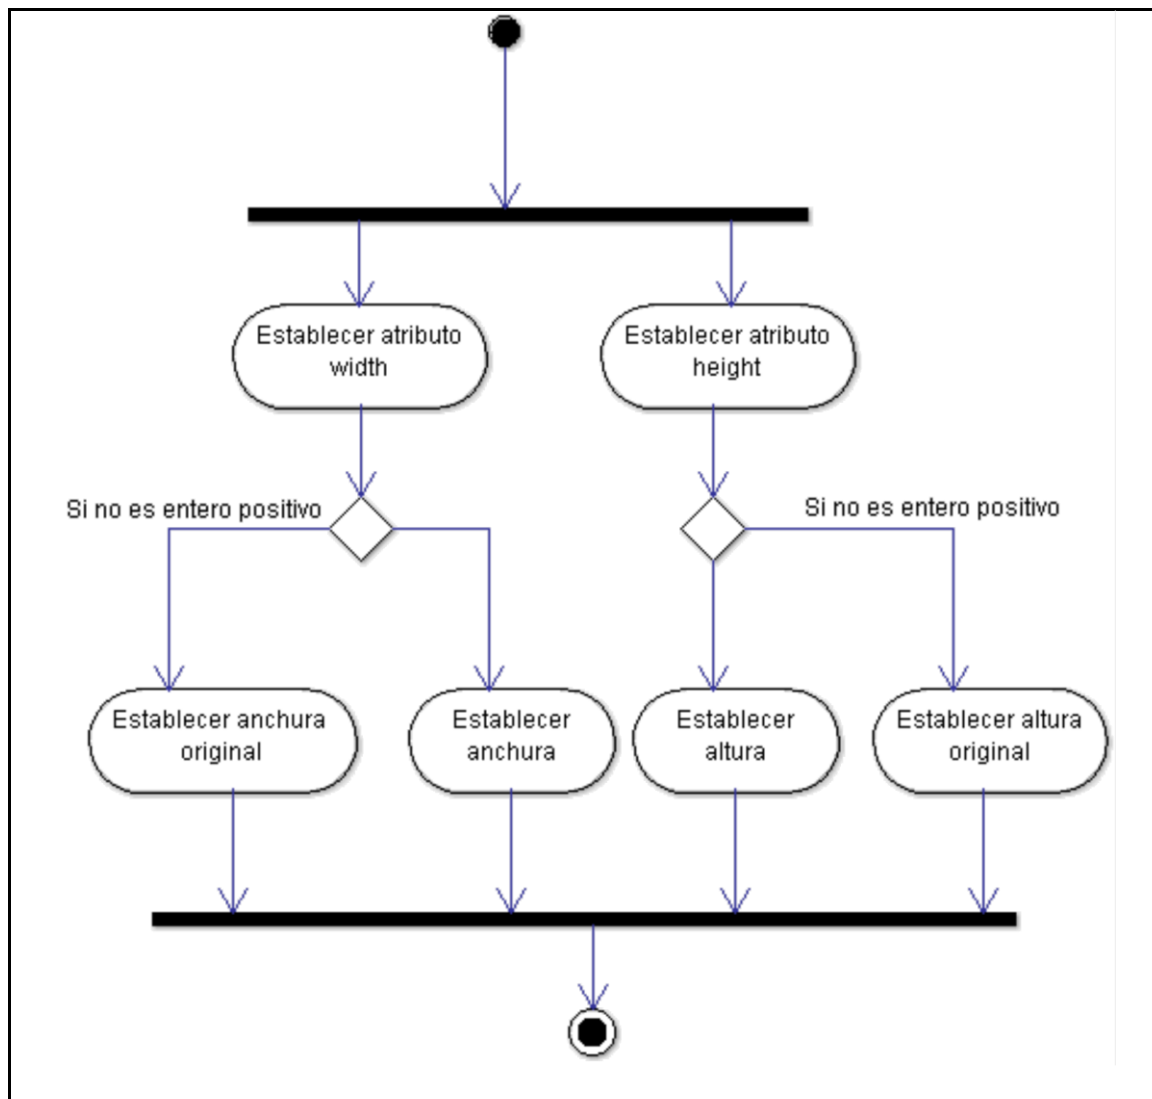 Establecer atributo
width
Establecer atributo
height
Si no es entero positivo
Si no es entero positivo
Establecer anchura
original
Establecer
anchura
Establecer
altura
Establecer altura
original